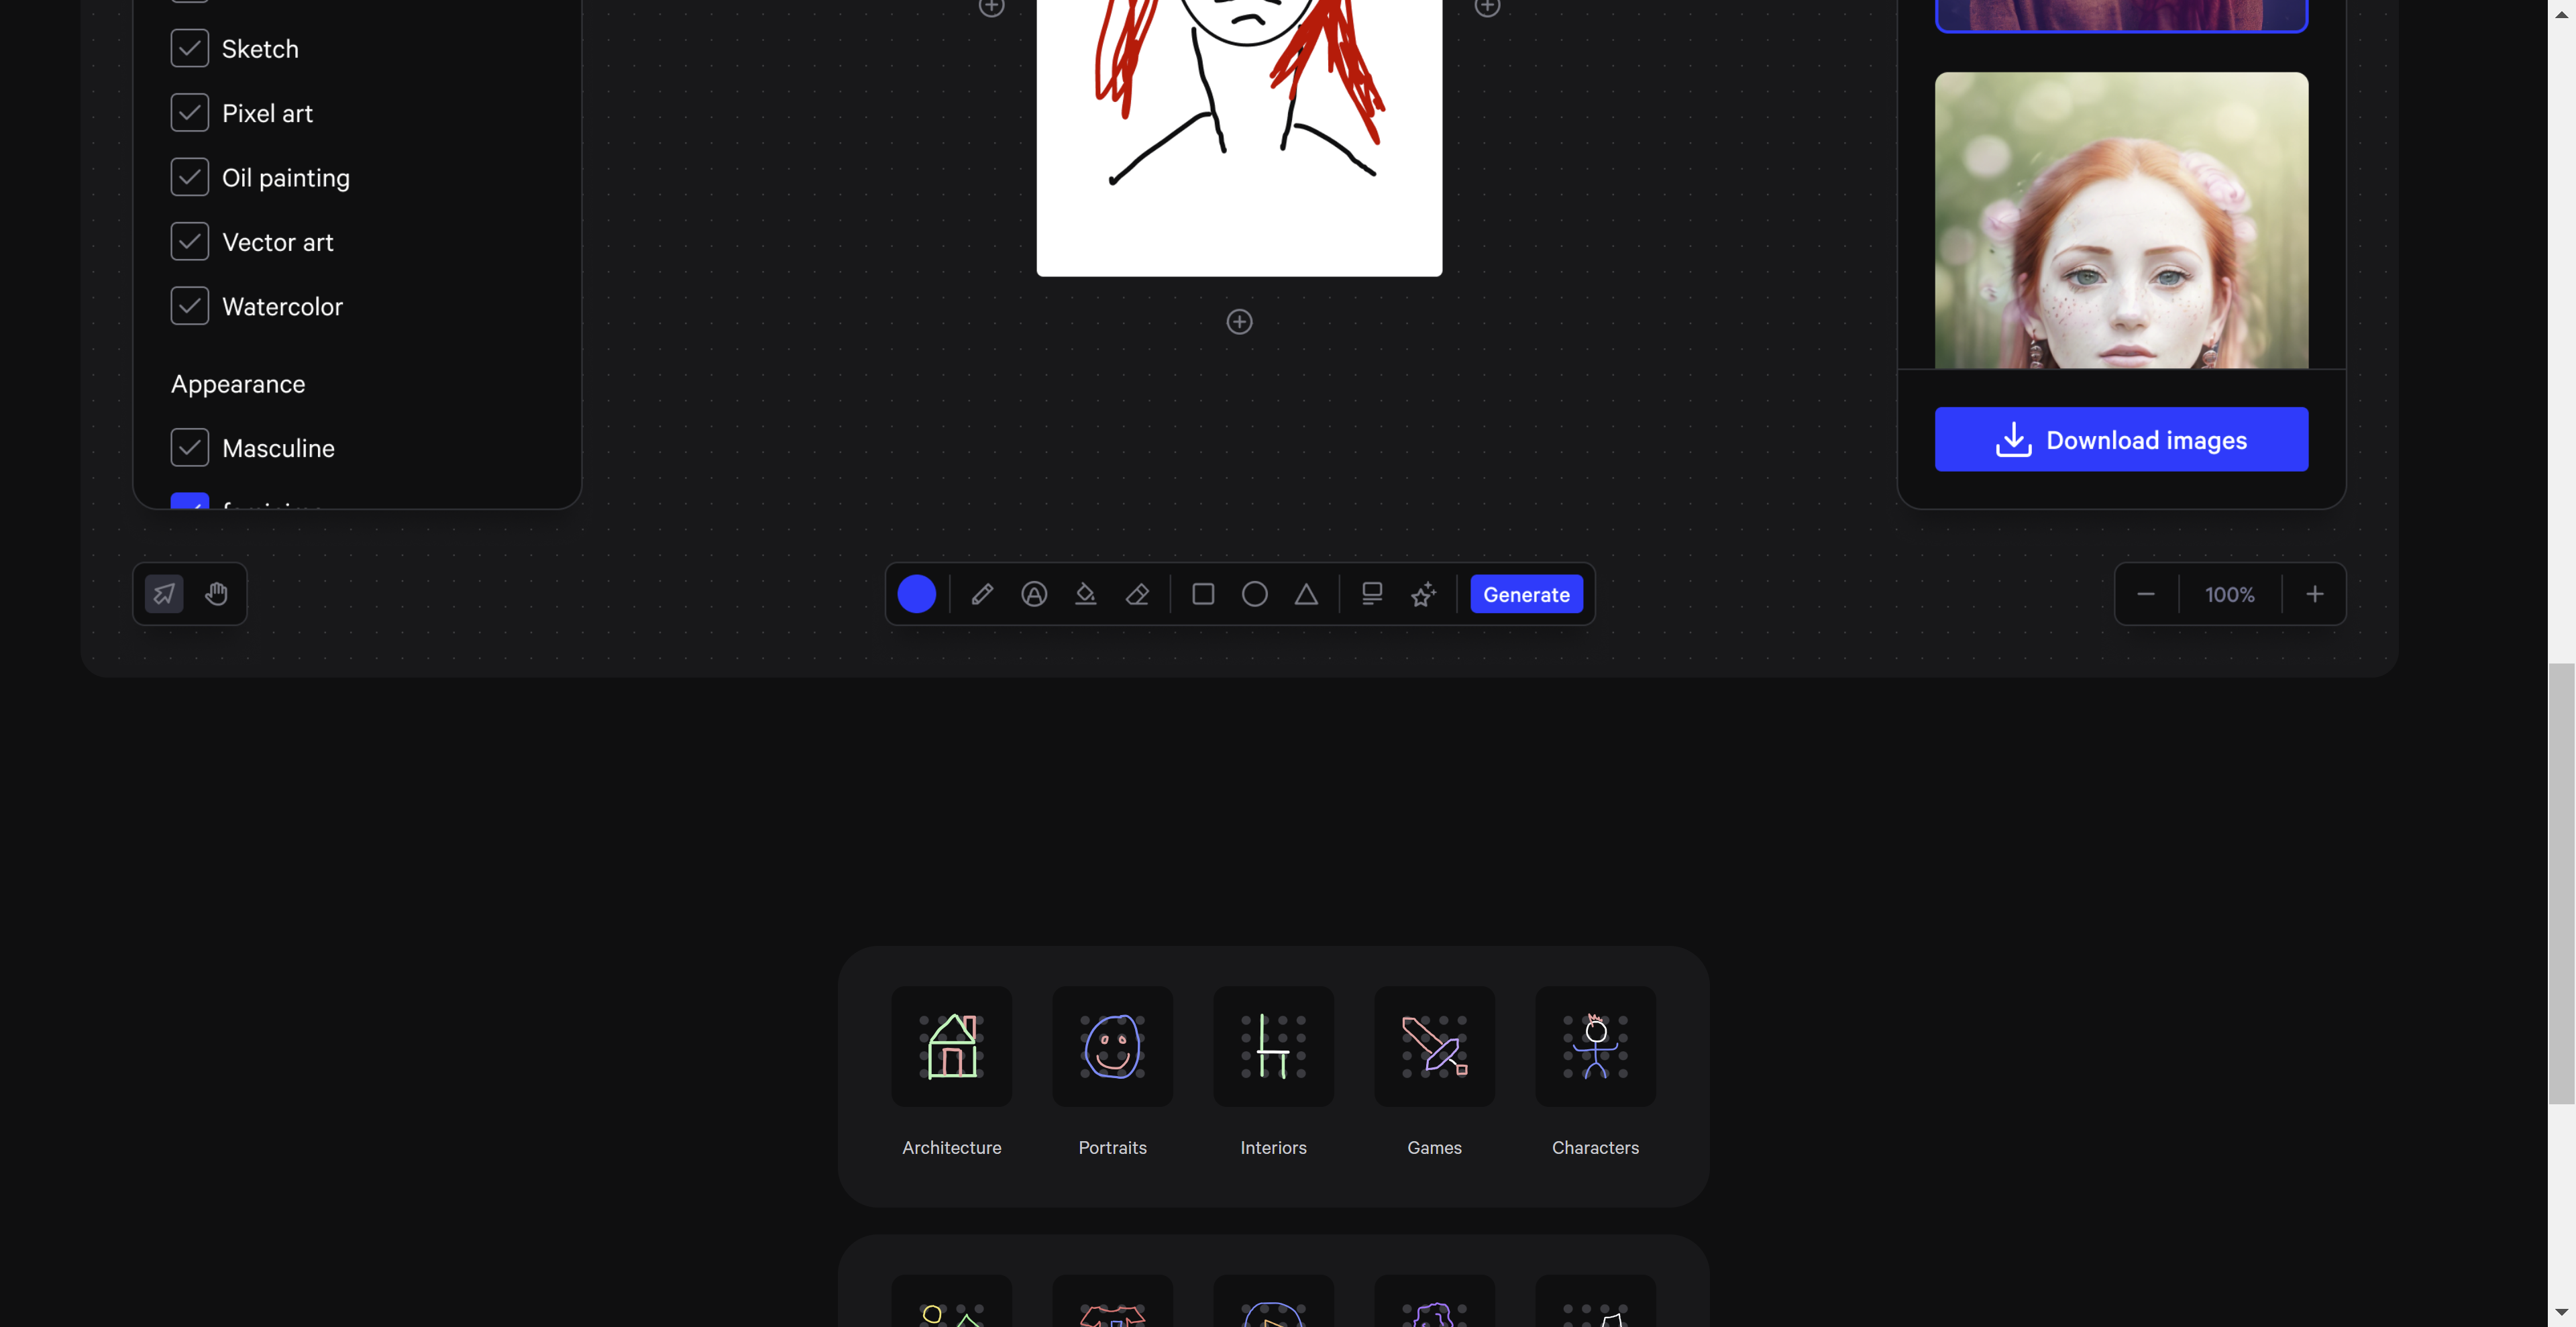 Sketch
Pixel art
Oil painting
Vector art
Watercolor
Appearance
Masculine
Download images
Generate
100%
Architecture
Portraits
Interiors
Games
Characters